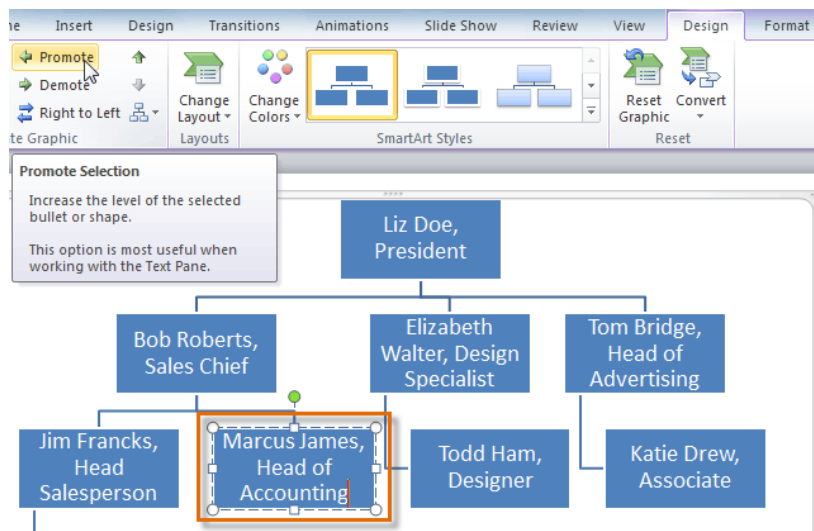 ne Insert Design Transitions Animations Slide Show Review View Design Format
Promote
Demote
Right to Left
te Graphic
Change
Layout
Layouts
Change
Colors
SmartArt Styles
Reset
Graphic
Convert
Reset
Promote Selection
Increase the level of the selected
bullet or shape.
This option is most useful when
working with the Text Pane.
Liz Doe,
President
Bob Roberts,
Sales Chief
Elizabeth
Walter, Design
Specialist
Tom Bridge,
Head of
Advertising
Jim Francks,
Head
Salesperson
Marcus James,
Head of
Accounting
Todd Ham,
Designer
Katie Drew,
Associate